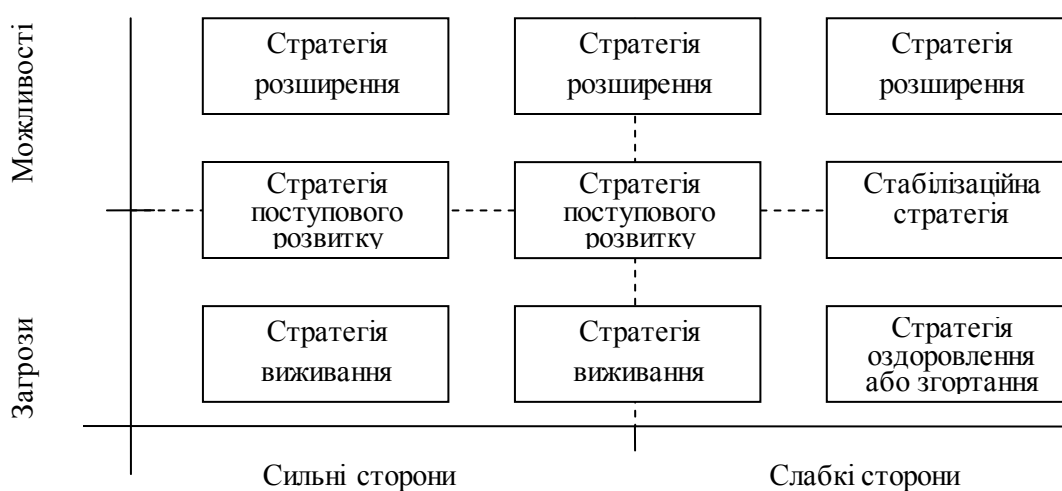 Можливості
Стратегія
розширення
Стратегія
розширення
Стратегія
розширення
Стратегія
поступового
розвитку
Стратегія
поступового
розвитку
Стабілізаційна
стратегія
Загрози
Стратегія
виживання
Стратегія
виживання
Стратегія
оздоровлення
або згортання
Сильні сторони
Слабкі сторони